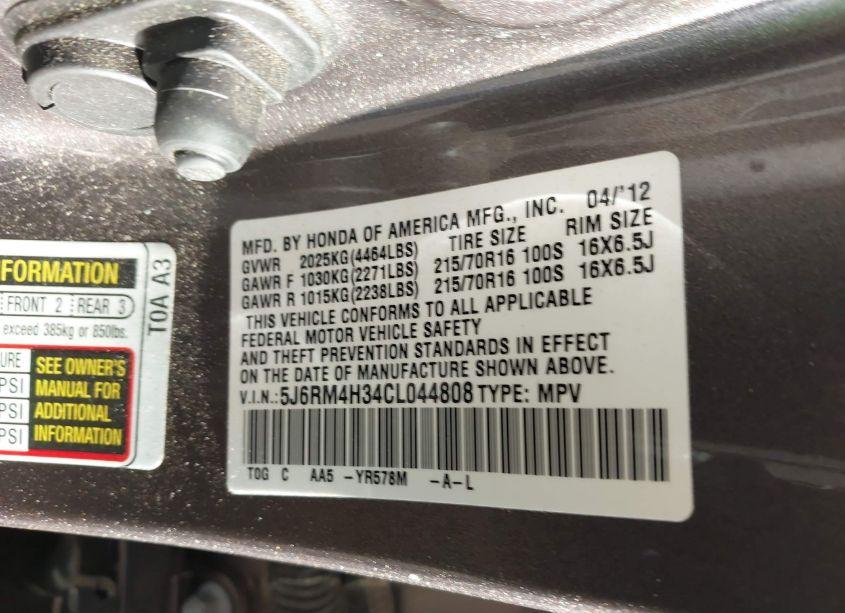 MFD. BY HONDA OF AMERICA MFG., INC. 04/'12
GVWR 2025KG(4464LBS) TIRE SIZE RIM SIZE
GAWR F 1030KG(2271LBS) 215/70R16 100S 16X6.5J
GAWR R 1015KG(2238LBS) 215/70R16 100S 16X6.5J
THIS VEHICLE CONFORMS TO ALL APPLICABLE
FEDERAL MOTOR VEHICLE SAFETY
AND THEFT PREVENTION STANDARDS IN EFFECT
ON THE DATE OF MANUFACTURE SHOWN ABOVE.
V.I.N.: 5J6RM4H34CL044808 TYPE: MPV
T0G C AA5 -YR578M -A-L
FORMATION
FRONT 2 REAR 3
exceed 385kg or 850lbs.
URE
PSI
PSI
PSI
SEE OWNER'S
MANUAL FOR
ADDITIONAL
INFORMATION
T0A A3